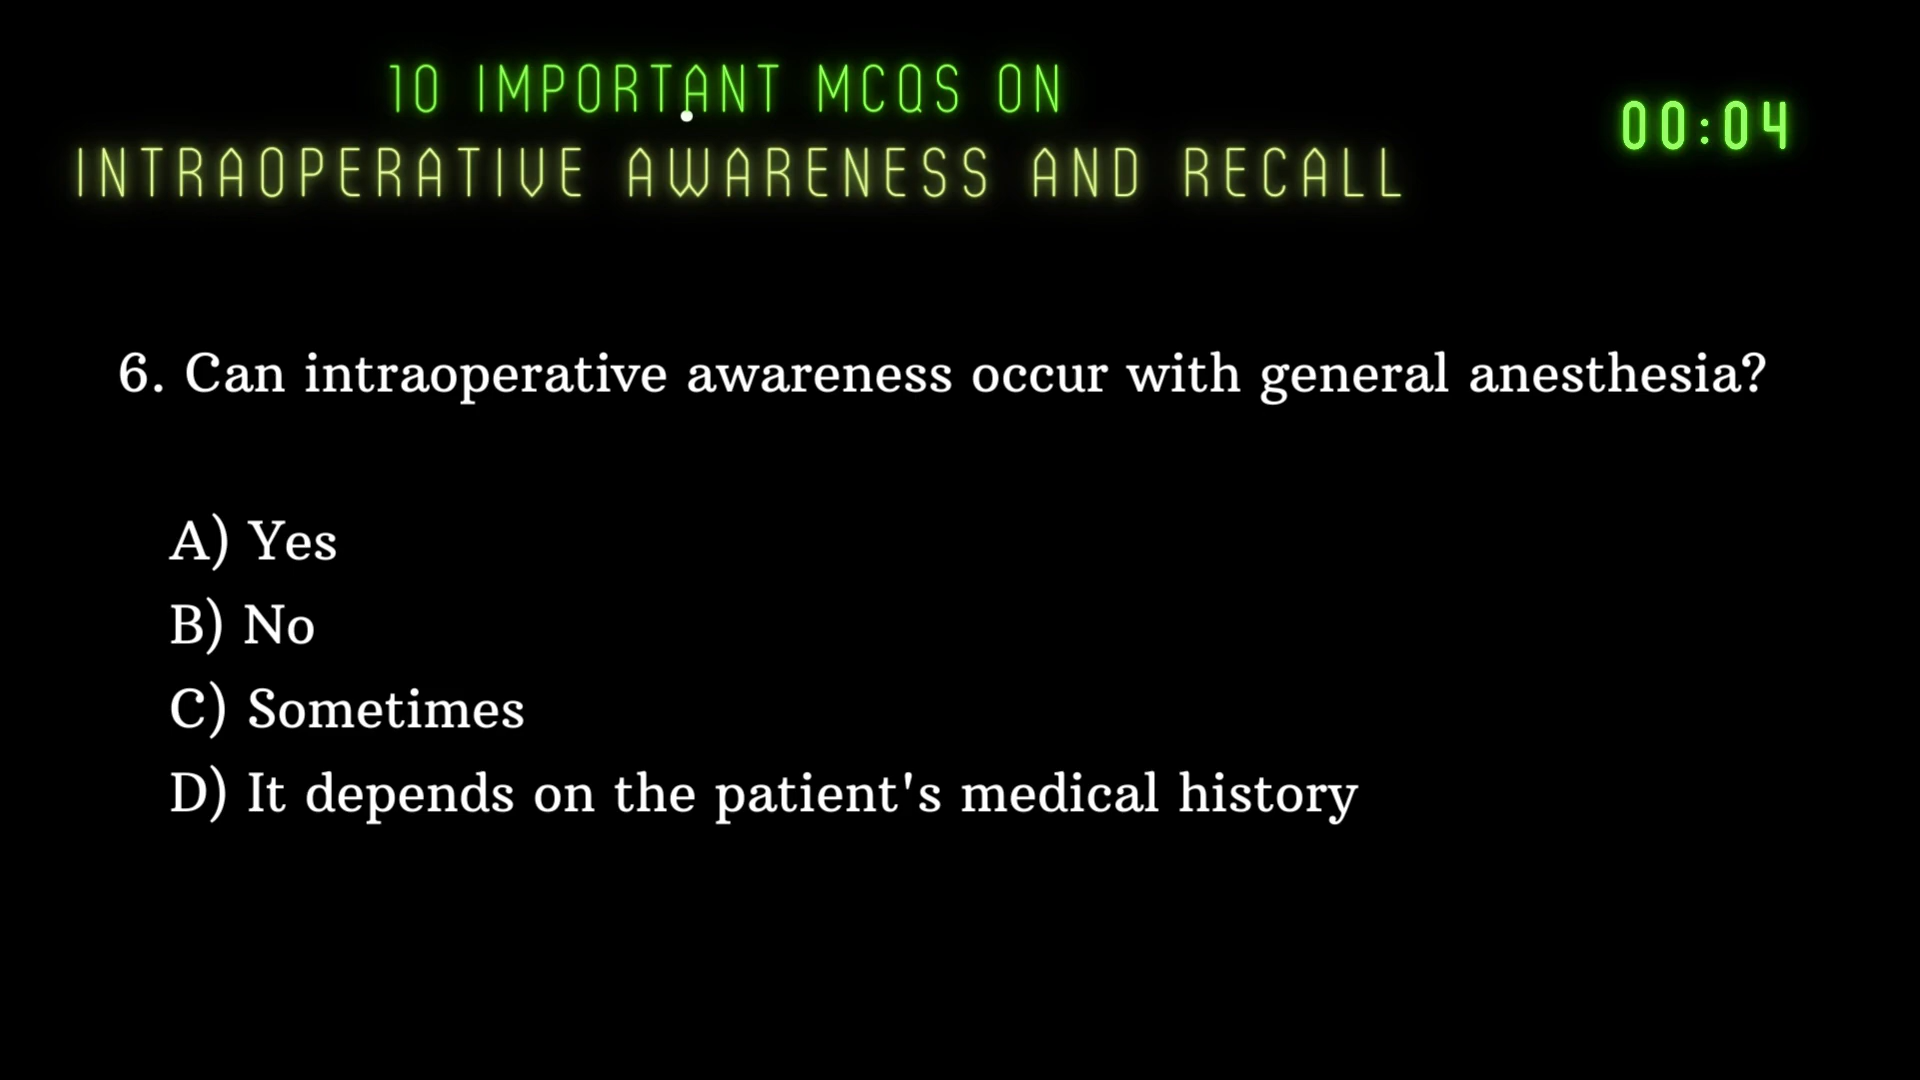 10 IMPORTANT MCQS ON
INTRAOPERATIVE AWARENESS AND RECALL
00:04
6. Can intraoperative awareness occur with general anesthesia?
A) Yes
B) No
C) Sometimes
D) It depends on the patient's medical history